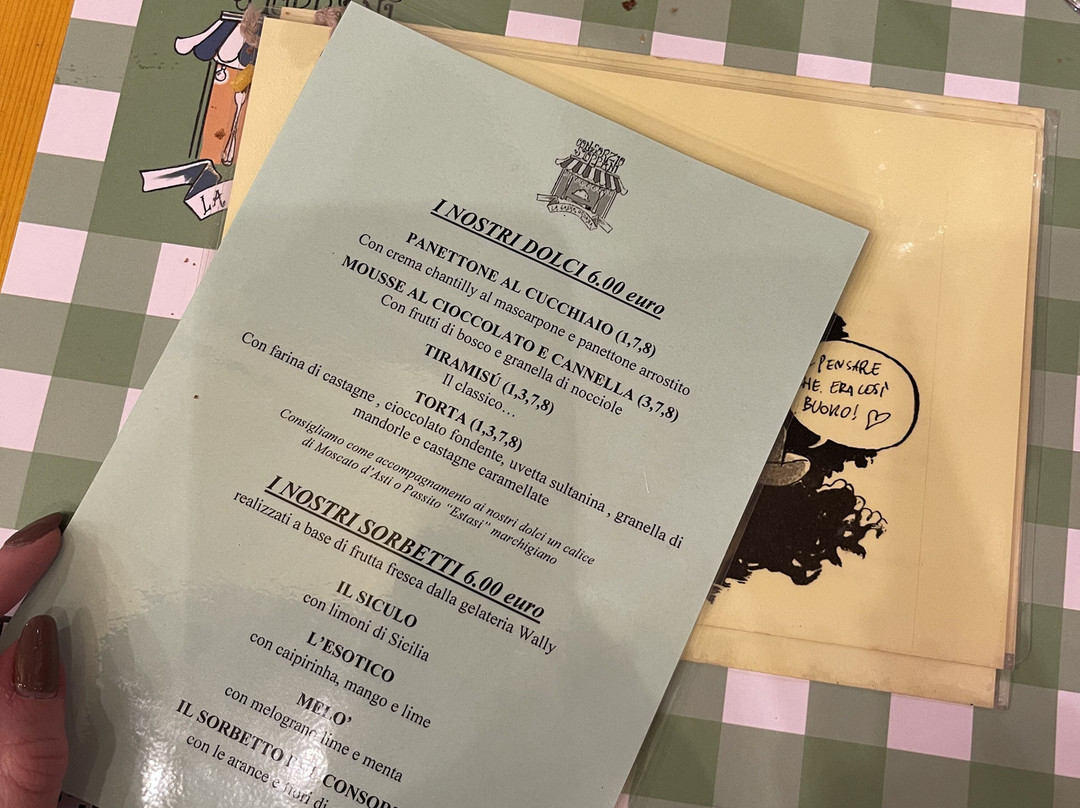 I NOSTRI DOLCI 6.00 euro
PANETTONE AL CUCCHIAIO (1,7,8)
Con crema chantilly al mascarpone e panettone arrostito
MOUSSE AL CIOCCOLATO E CANNELLA (3,7,8)
Con frutti di bosco e granella di nocciole
TIRAMISÚ (1,3,7,8)
Il classico…
TORTA (1,3,7,8)
Con farina di castagne , cioccolato fondente, uvetta sultanina , granella di
mandorle e castagne caramellate
Consigliamo come accompagnamento ai nostri dolci un calice
di Moscato d'Asti o Passito "Estasi" marchigiano
I NOSTRI SORBETTI 6.00 euro
realizzati a base di frutta fresca dalla gelateria Wally
IL SICULO
con limoni di Sicilia
L'ESOTICO
con caipirinha, mango e lime
MELO'
con melograno lime e menta
IL SORBETTO CONSOR
con le arance e fiori di
LA
PENSARE
HE. ERA COSÌ
BUONO!